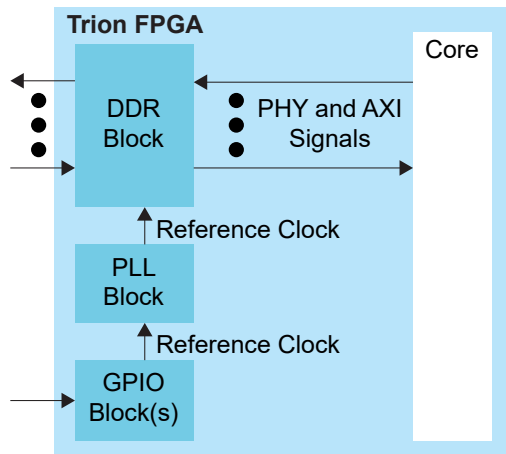 Trion FPGA
Core
DDR
Block
PHY and AXI
Signals
Reference Clock
PLL
Block
Reference Clock
GPIO
Block(s)